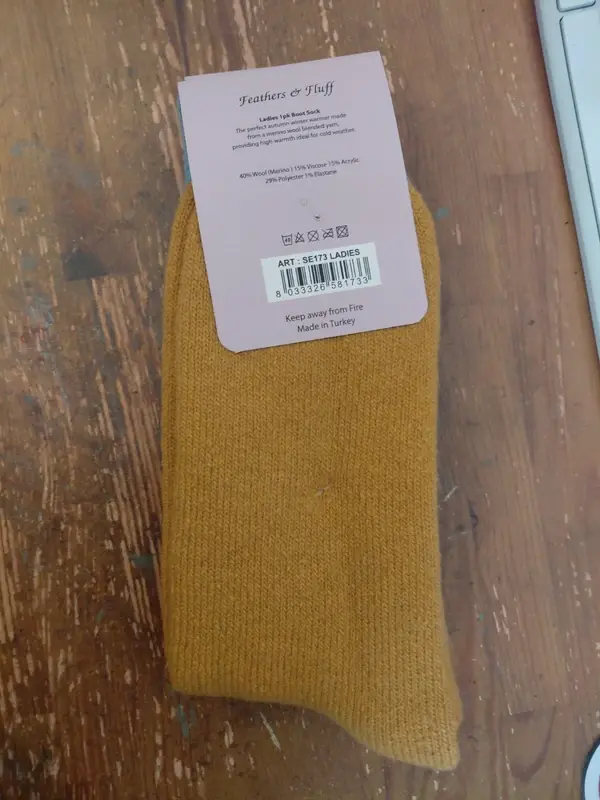 Feathers & Fluff
Ladies 1pk Boot Sock
The perfect autumn winter warmer made
from a merino wool blended yarn,
providing high warmth ideal for cold weather.
40% Wool (Merino ) 15% Viscose 15% Acrylic
29% Polyester 1% Elastane
40
ART : SE173 LADIES
8 033326 581733
Keep away from Fire
Made in Turkey